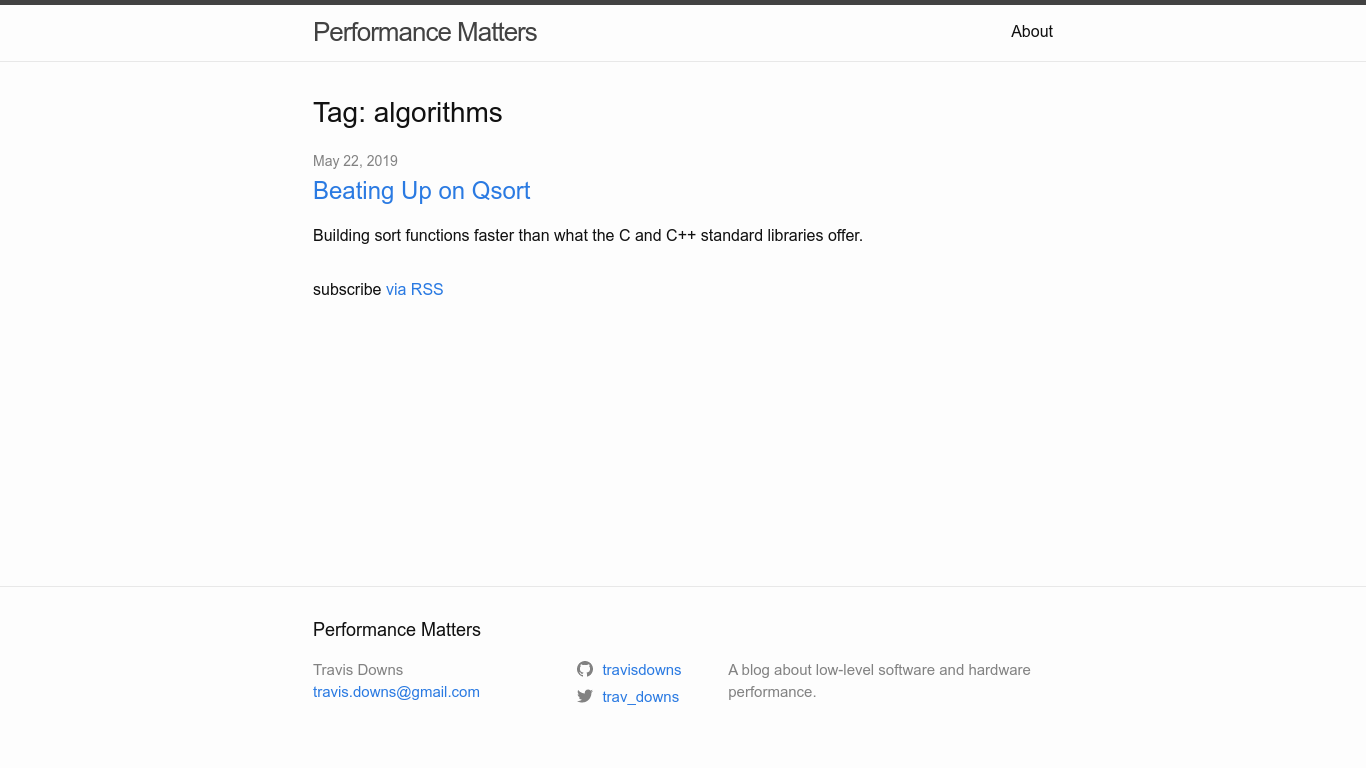 Performance Matters
About
Tag: algorithms
May 22, 2019
Beating Up on Qsort
Building sort functions faster than what the C and C++ standard libraries offer.
subscribe via RSS
Performance Matters
Travis Downs
travis.downs@gmail.com
travisdowns
trav_downs
A blog about low-level software and hardware
performance.